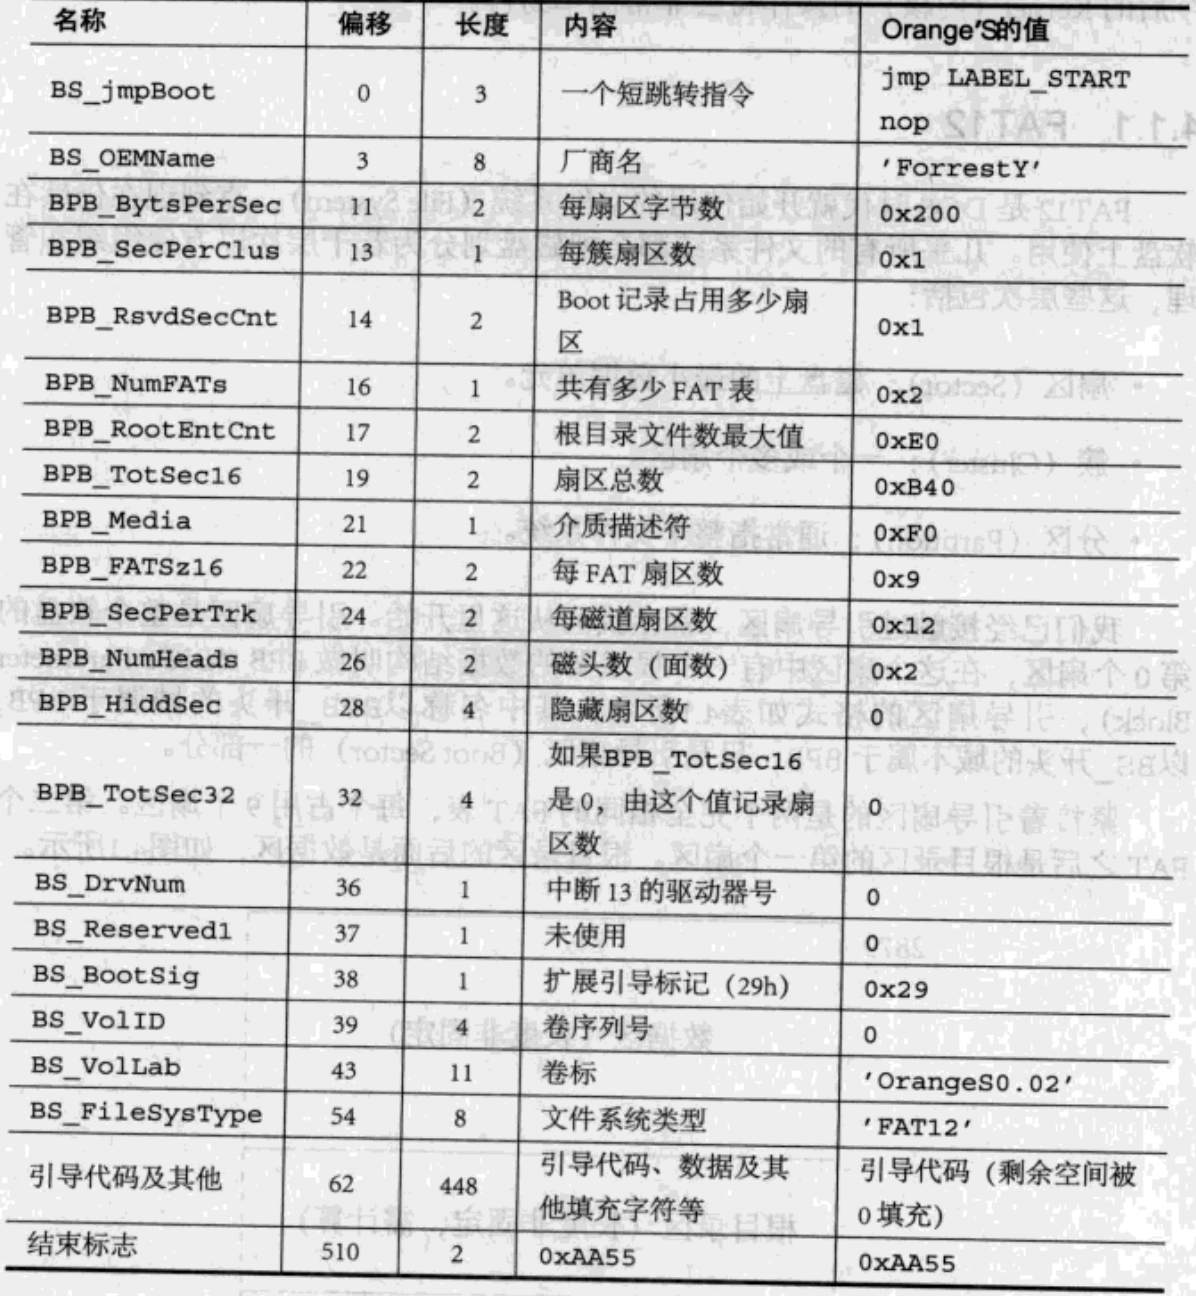 名称 偏移 长度 内容 Orange'S的值
BS_jmpBoot 0 3 一个短跳转指令 jmp LABEL_START
nop
BS_OEMName 3 8 厂商名 'ForrestY'
BPB_BytsPerSec 11 2 每扇区字节数 0x200
BPB_SecPerClus 13 1 每簇扇区数 0x1
BPB_RsvdSecCnt 14 2 Boot 记录占用多少扇
区 0x1
BPB_NumFATs 16 1 共有多少 FAT 表 0x2
BPB_RootEntCnt 17 2 根目录文件数最大值 0xE0
BPB_TotSec16 19 2 扇区总数 0xB40
BPB_Media 21 1 介质描述符 0xF0
BPB_FATSz16 22 2 每 FAT 扇区数 0x9
BPB_SecPerTrk 24 2 每磁道扇区数 0x12
BPB_NumHeads 26 2 磁头数（面数） 0x2
BPB_HiddSec 28 4 隐藏扇区数 0
BPB_TotSec32 32 4 如果BPB_TotSec16
是 0，由这个值记录扇
区数 0
BS_DrvNum 36 1 中断 13 的驱动器号 0
BS_Reserved1 37 1 未使用 0
BS_BootSig 38 1 扩展引导标记（29h） 0x29
BS_VolID 39 4 卷序列号 0
BS_VolLab 43 11 卷标 'OrangeS0.02'
BS_FileSysType 54 8 文件系统类型 'FAT12'
引导代码及其他 62 448 引导代码、数据及其
他填充字符等 引导代码（剩余空间被
0 填充）
结束标志 510 2 0xAA55 0xAA55